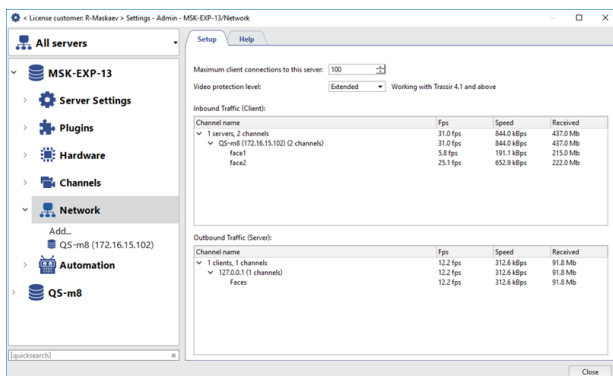 < License customer: R-Maskaev > Settings - Admin - MSK-EXP-13/Network
All servers
MSK-EXP-13
Server Settings
Plugins
Hardware
Channels
Network
Add...
QS-m8 (172.16.15.102)
Automation
QS-m8
[quicksearch]
Setup Help
Maximum client connections to this server: 100
Video protection level: Extended Working with Trassir 4.1 and above
Inbound Traffic (Client):
Channel name Fps Speed Received
1 servers, 2 channels 31.0 fps 844.0 kBps 437.0 Mb
QS-m8 (172.16.15.102) (2 channels) 31.0 fps 844.0 kBps 437.0 Mb
face1 5.8 fps 191.1 kBps 215.0 Mb
face2 25.1 fps 652.9 kBps 222.0 Mb
Outbound Traffic (Server):
Channel name Fps Speed Received
1 clients, 1 channels 12.2 fps 312.6 kBps 91.8 Mb
127.0.0.1 (1 channels) 12.2 fps 312.6 kBps 91.8 Mb
Faces 12.2 fps 312.6 kBps 91.8 Mb
Close